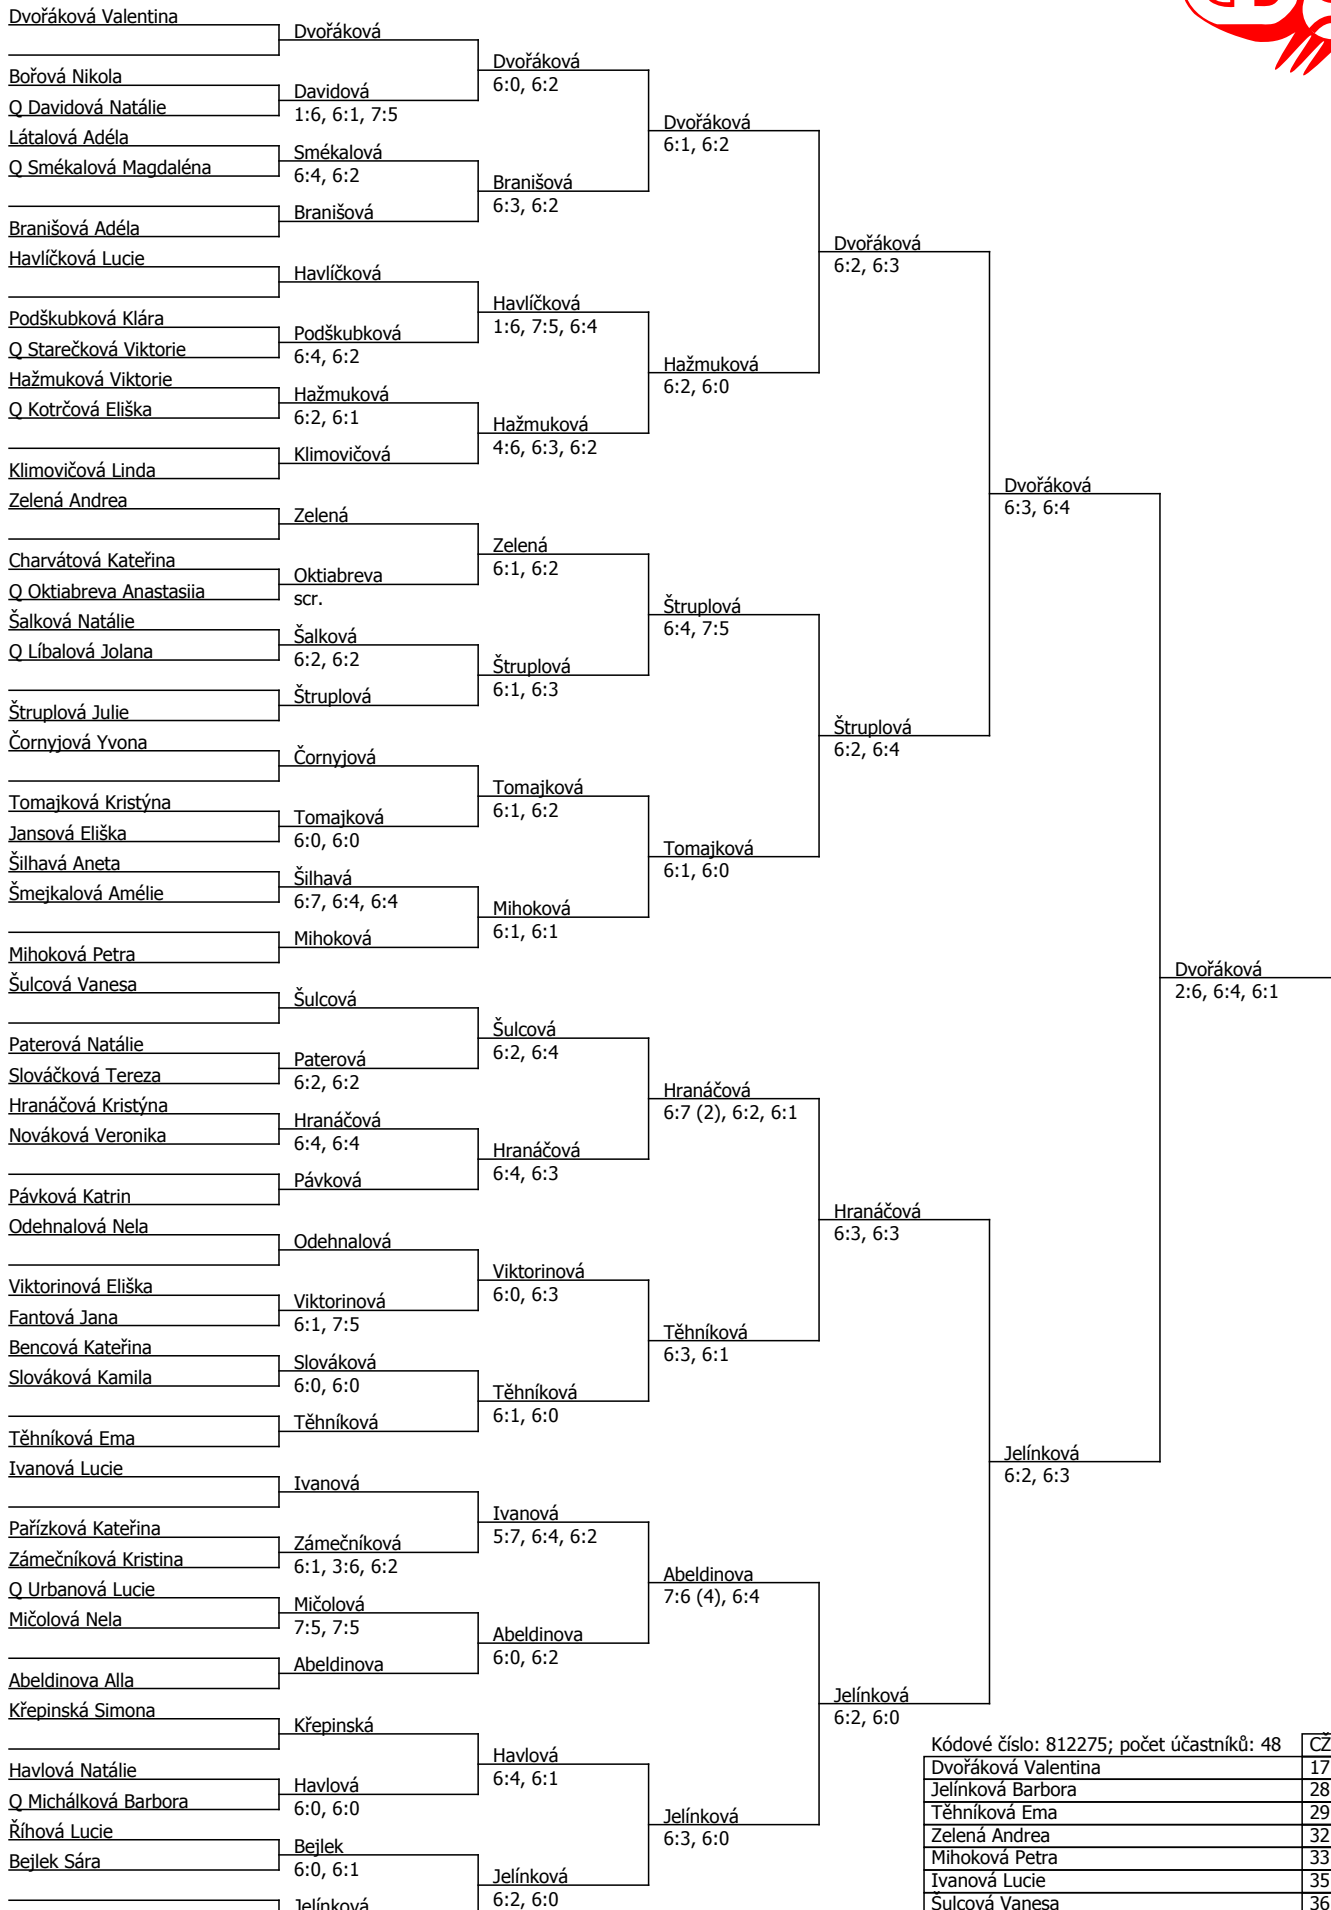 Dvořáková Valentina
Bořová Nikola
Q Davidová Natálie
Látalová Adéla
Q Smékalová Magdaléna
Branišová Adéla
Havlíčková Lucie
Podškubková Klára
Q Starečková Viktorie
Hažmuková Viktorie
Q Kotrčová Eliška
Klimovičová Linda
Zelená Andrea
Charvátová Kateřina
Q Oktiabreva Anastasiia
Šalková Natálie
Q Líbalová Jolana
Štruplová Julie
Čornyjová Yvona
Tomajková Kristýna
Jansová Eliška
Šilhavá Aneta
Šmejkalová Amélie
Mihoková Petra
Šulcová Vanesa
Paterová Natálie
Slováčková Tereza
Hranáčová Kristýna
Nováková Veronika
Pávková Katrin
Odehnalová Nela
Viktorinová Eliška
Fantová Jana
Bencová Kateřina
Slováková Kamila
Těhníková Ema
Ivanová Lucie
Pařízková Kateřina
Zámečníková Kristina
Q Urbanová Lucie
Mičolová Nela
Abeldinova Alla
Křepinská Simona
Havlová Natálie
Q Michálková Barbora
Říhová Lucie
Bejlek Sára
Dvořáková
Davidová
1:6, 6:1, 7:5
Smékalová
6:4, 6:2
Branišová
Havlíčková
Podškubková
6:4, 6:2
Hažmuková
6:2, 6:1
Klimovičová
Zelená
Oktiabreva
scr.
Šalková
6:2, 6:2
Štruplová
Čornyjová
Tomajková
6:0, 6:0
Šilhavá
6:7, 6:4, 6:4
Mihoková
Šulcová
Paterová
6:2, 6:2
Hranáčová
6:4, 6:4
Pávková
Odehnalová
Viktorinová
6:1, 7:5
Slováková
6:0, 6:0
Těhníková
Ivanová
Zámečníková
6:1, 3:6, 6:2
Mičolová
7:5, 7:5
Abeldinova
Křepinská
Havlová
6:0, 6:0
Bejlek
6:0, 6:1
Jelínková
Dvořáková
6:0, 6:2
Branišová
6:3, 6:2
Havlíčková
1:6, 7:5, 6:4
Hažmuková
4:6, 6:3, 6:2
Zelená
6:1, 6:2
Štruplová
6:1, 6:3
Tomajková
6:1, 6:2
Mihoková
6:1, 6:1
Šulcová
6:2, 6:4
Hranáčová
6:4, 6:3
Viktorinová
6:0, 6:3
Těhníková
6:1, 6:0
Ivanová
5:7, 6:4, 6:2
Abeldinova
6:0, 6:2
Havlová
6:4, 6:1
Jelínková
6:2, 6:0
Dvořáková
6:1, 6:2
Hažmuková
6:2, 6:0
Štruplová
6:4, 7:5
Tomajková
6:1, 6:0
Hranáčová
6:7 (2), 6:2, 6:1
Těhníková
6:3, 6:1
Abeldinova
7:6 (4), 6:4
Jelínková
6:3, 6:0
Dvořáková
6:2, 6:3
Štruplová
6:2, 6:4
Hranáčová
6:3, 6:3
Jelínková
6:2, 6:0
Dvořáková
6:3, 6:4
Jelínková
6:2, 6:3
Dvořáková
2:6, 6:4, 6:1
Kódové číslo: 812275; počet účastníků: 48 CŽ
Dvořáková Valentina 17
Jelínková Barbora 28
Těhníková Ema 29
Zelená Andrea 32
Mihoková Petra 33
Ivanová Lucie 35
Šulcová Vanesa 36